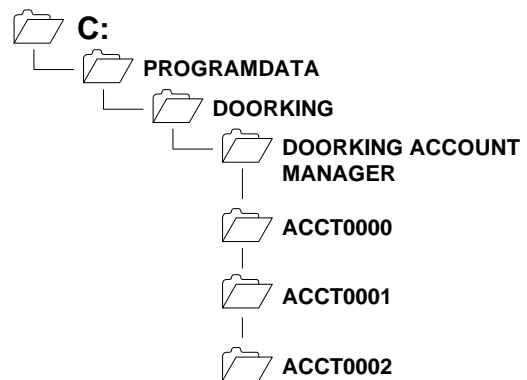 C:
PROGRAMDATA
DOORKING
DOORKING ACCOUNT
MANAGER
ACCT0000
ACCT0001
ACCT0002